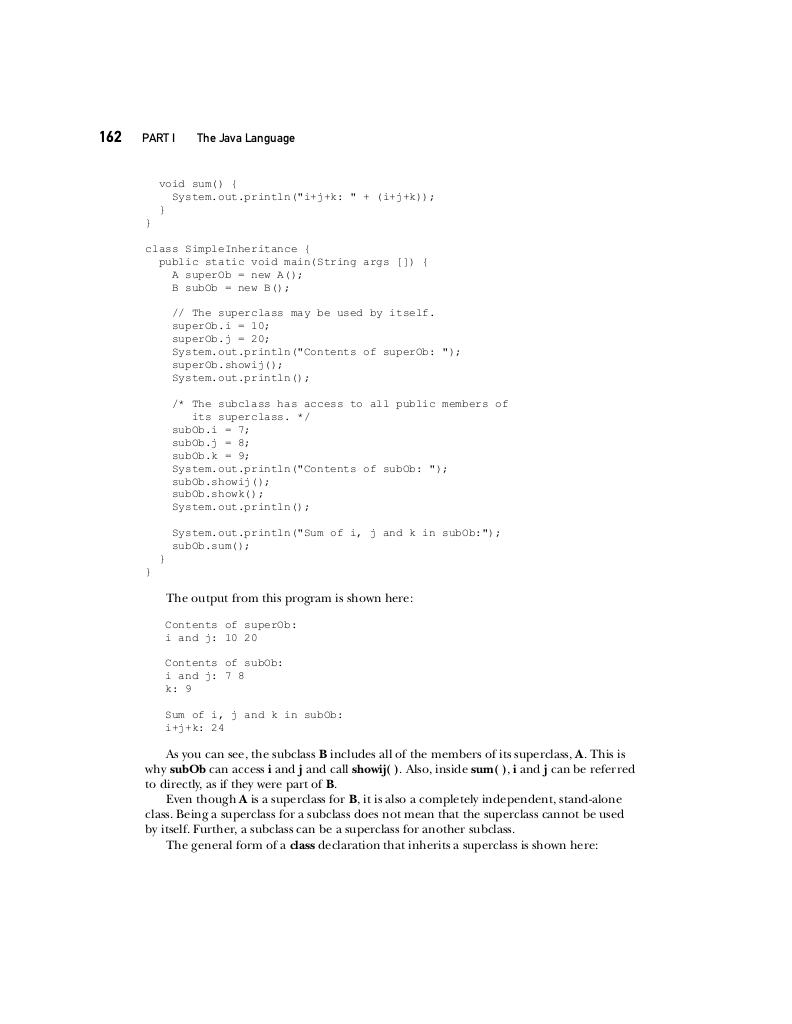 162 PART I The Java Language
void sum() {
System.out.println("i+j+k: " + (i+j+k));
}
}
class SimpleInheritance {
public static void main(String args []) {
A superOb = new A();
B subOb = new B();
// The superclass may be used by itself.
superOb.i = 10;
superOb.j = 20;
System.out.println("Contents of superOb: ");
superOb.showij();
System.out.println();
/* The subclass has access to all public members of
its superclass. */
subOb.i = 7;
subOb.j = 8;
subOb.k = 9;
System.out.println("Contents of subOb: ");
subOb.showij();
subOb.showk();
System.out.println();
System.out.println("Sum of i, j and k in subOb:");
subOb.sum();
}
}
The output from this program is shown here:
Contents of superOb:
i and j: 10 20
Contents of subOb:
i and j: 7 8
k: 9
Sum of i, j and k in subOb:
i+j+k: 24
As you can see, the subclass B includes all of the members of its superclass, A. This is
why subOb can access i and j and call showij( ). Also, inside sum( ), i and j can be referred
to directly, as if they were part of B.
Even though A is a superclass for B, it is also a completely independent, stand-alone
class. Being a superclass for a subclass does not mean that the superclass cannot be used
by itself. Further, a subclass can be a superclass for another subclass.
The general form of a class declaration that inherits a superclass is shown here: